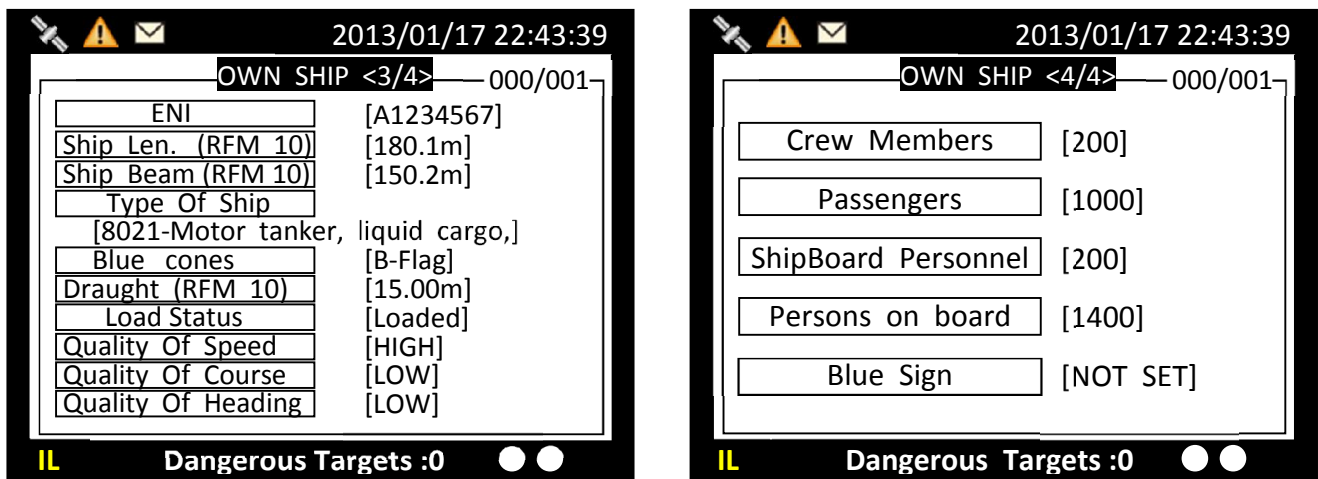 2013/01/17 22:43:39
OWN SHIP <3/4>
000/001
ENI [A1234567]
Ship Len. (RFM 10) [180.1m]
Ship Beam (RFM 10) [150.2m]
Type Of Ship
[8021-Motor tanker, liquid cargo,]
Blue cones [B-Flag]
Draught (RFM 10) [15.00m]
Load Status [Loaded]
Quality Of Speed [HIGH]
Quality Of Course [LOW]
Quality Of Heading [LOW]
IL Dangerous Targets :0
2013/01/17 22:43:39
OWN SHIP <4/4>
000/001
Crew Members [200]
Passengers [1000]
ShipBoard Personnel [200]
Persons on board [1400]
Blue Sign [NOT SET]
IL Dangerous Targets :0